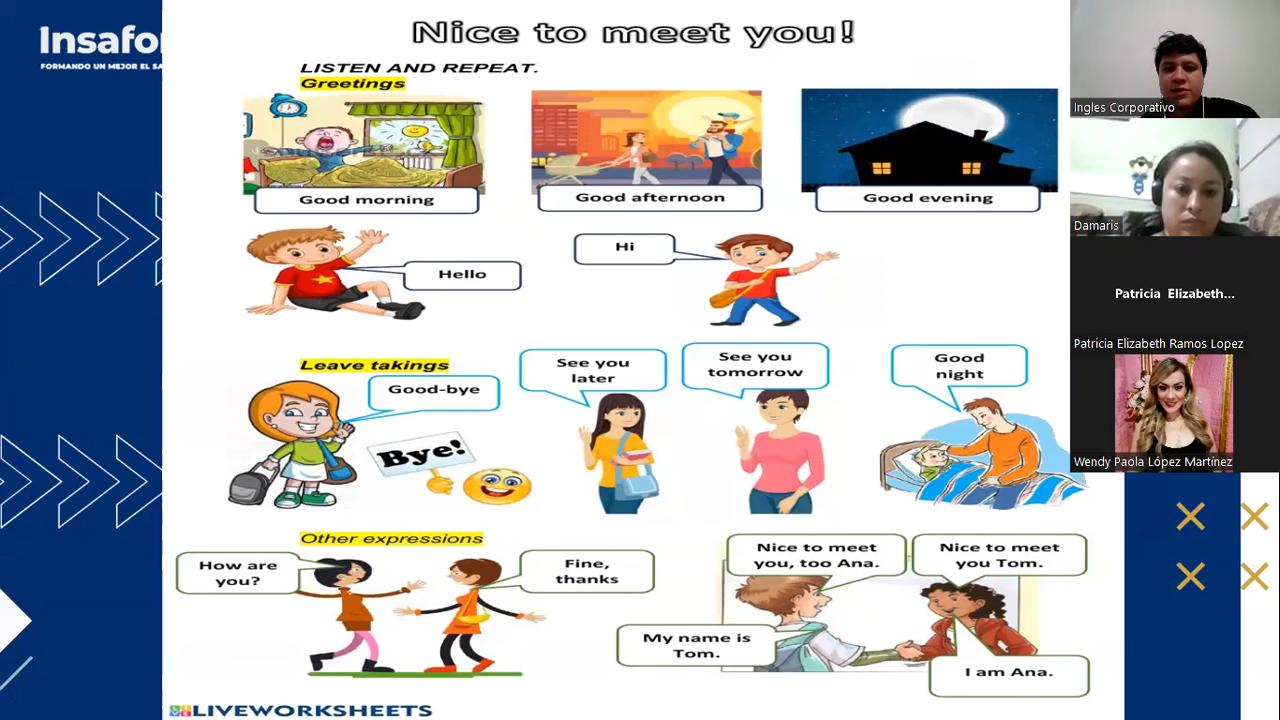 Insafor
FORMANDO UN MEJOR EL SA
Nice to meet you!
LISTEN AND REPEAT.
Greetings
Good morning
Good afternoon
Good evening
Hello
Hi
Leave takings
Good-bye
Bye!
See you
later
See you
tomorrow
Good
night
Other expressions
How are
you?
Fine,
thanks
Nice to meet
you, too Ana.
Nice to meet
you Tom.
My name is
Tom.
I am Ana.
LIVEWORKSHEETS
Ingles Corporativo
Damaris
Patricia Elizabeth...
Patricia Elizabeth Ramos Lopez
Wendy Paola López Martínez